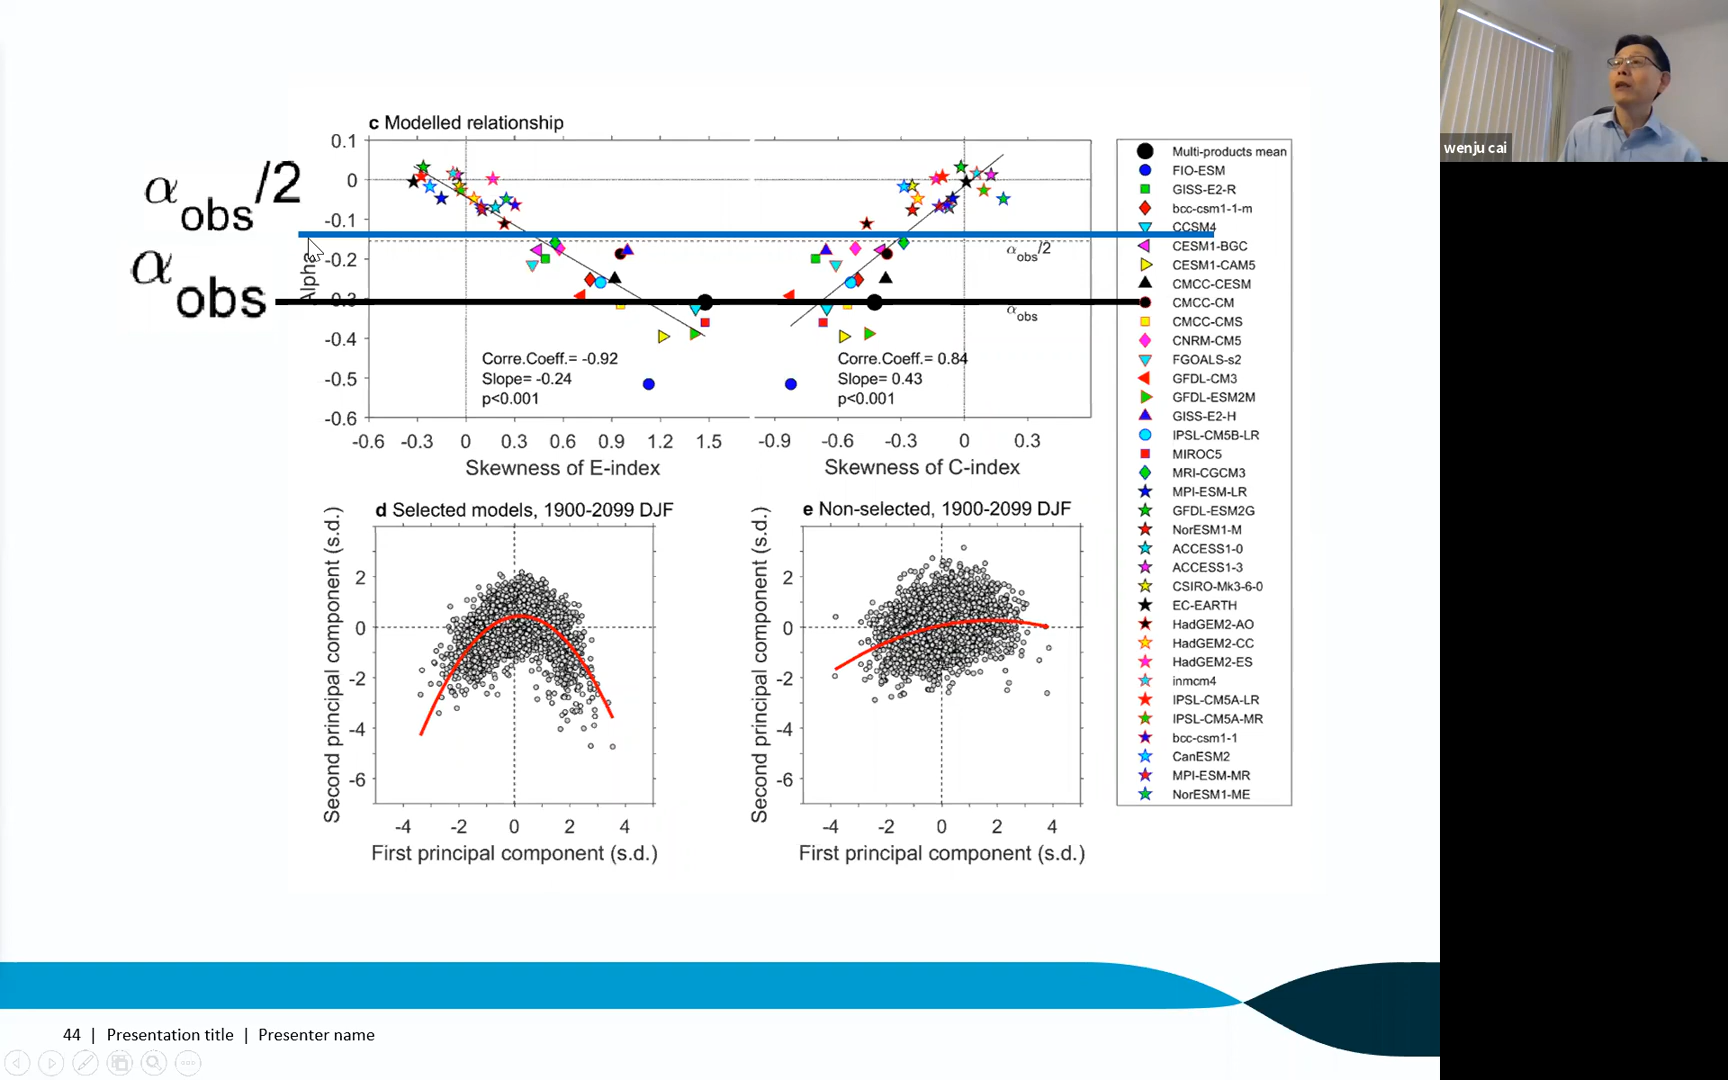 wenju cai
c Modelled relationship
αobs/2
αobs
Alpha
0.1
0
-0.1
-0.2
-0.3
-0.4
-0.5
-0.6
αobs/2
αobs
Corre.Coeff.= -0.92
Slope= -0.24
p<0.001
Corre.Coeff.= 0.84
Slope= 0.43
p<0.001
-0.6 -0.3 0 0.3 0.6 0.9 1.2 1.5
-0.9 -0.6 -0.3 0 0.3
Skewness of E-index
Skewness of C-index
Multi-products mean
FIO-ESM
GISS-E2-R
bcc-csm1-1-m
CCSM4
CESM1-BGC
CESM1-CAM5
CMCC-CESM
CMCC-CM
CMCC-CMS
CNRM-CM5
FGOALS-s2
GFDL-CM3
GFDL-ESM2M
GISS-E2-H
IPSL-CM5B-LR
MIROC5
MRI-CGCM3
MPI-ESM-LR
GFDL-ESM2G
NorESM1-M
ACCESS1-0
ACCESS1-3
CSIRO-Mk3-6-0
EC-EARTH
HadGEM2-AO
HadGEM2-CC
HadGEM2-ES
inmcm4
IPSL-CM5A-LR
IPSL-CM5A-MR
bcc-csm1-1
CanESM2
MPI-ESM-MR
NorESM1-ME
d Selected models, 1900-2099 DJF
Second principal component (s.d.)
2
0
-2
-4
-6
-4 -2 0 2 4
First principal component (s.d.)
e Non-selected, 1900-2099 DJF
Second principal component (s.d.)
2
0
-2
-4
-6
-4 -2 0 2 4
First principal component (s.d.)
44 | Presentation title | Presenter name